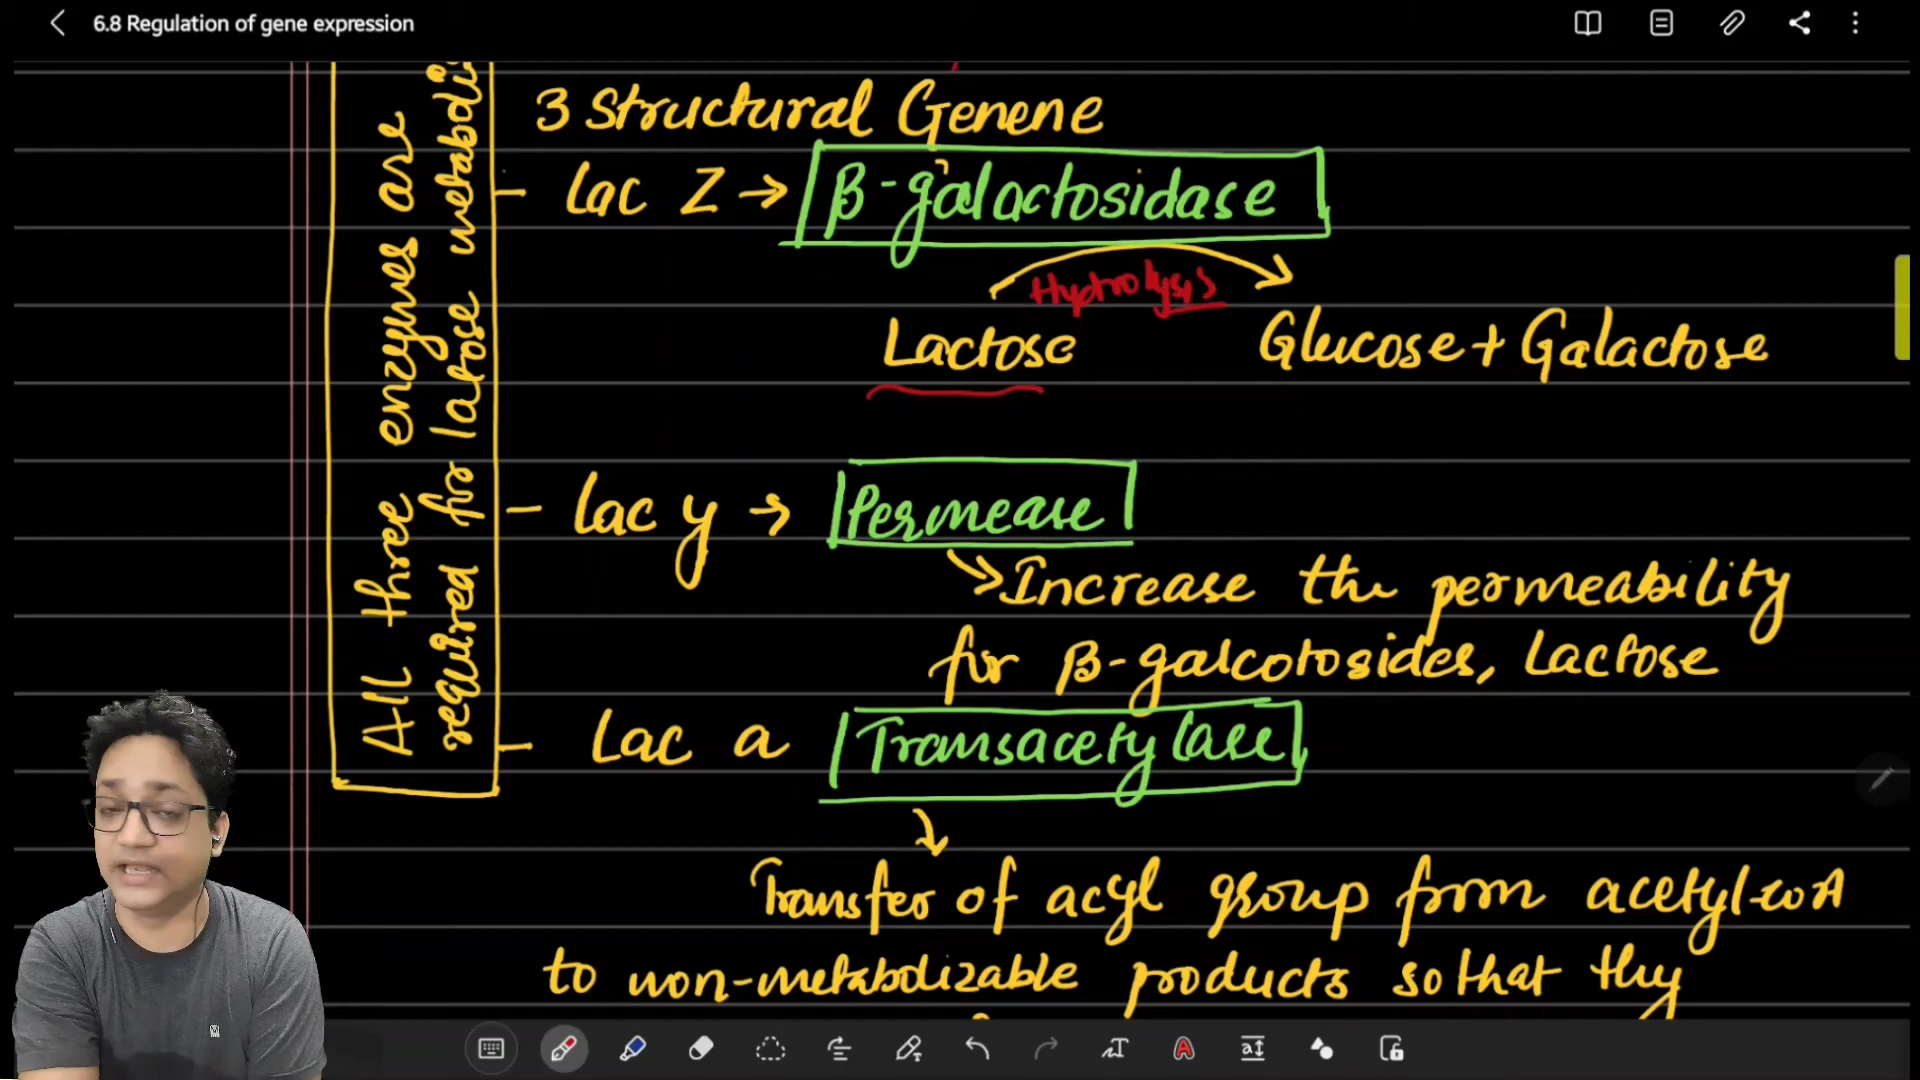 6.8 Regulation of gene expression
3 Structural Genene
All three enzymes are
required for latose metaboli
- lac Z → β-galactosidase
Hydrolysis
Lactose Glucose + Galactose
- lac y → Permease
→ Increase the permeability
for β-galcotosides, Lactose
- Lac a Transacetylase
Transfer of acyl group from acetyl-coA
to non-metabolizable products so that thy